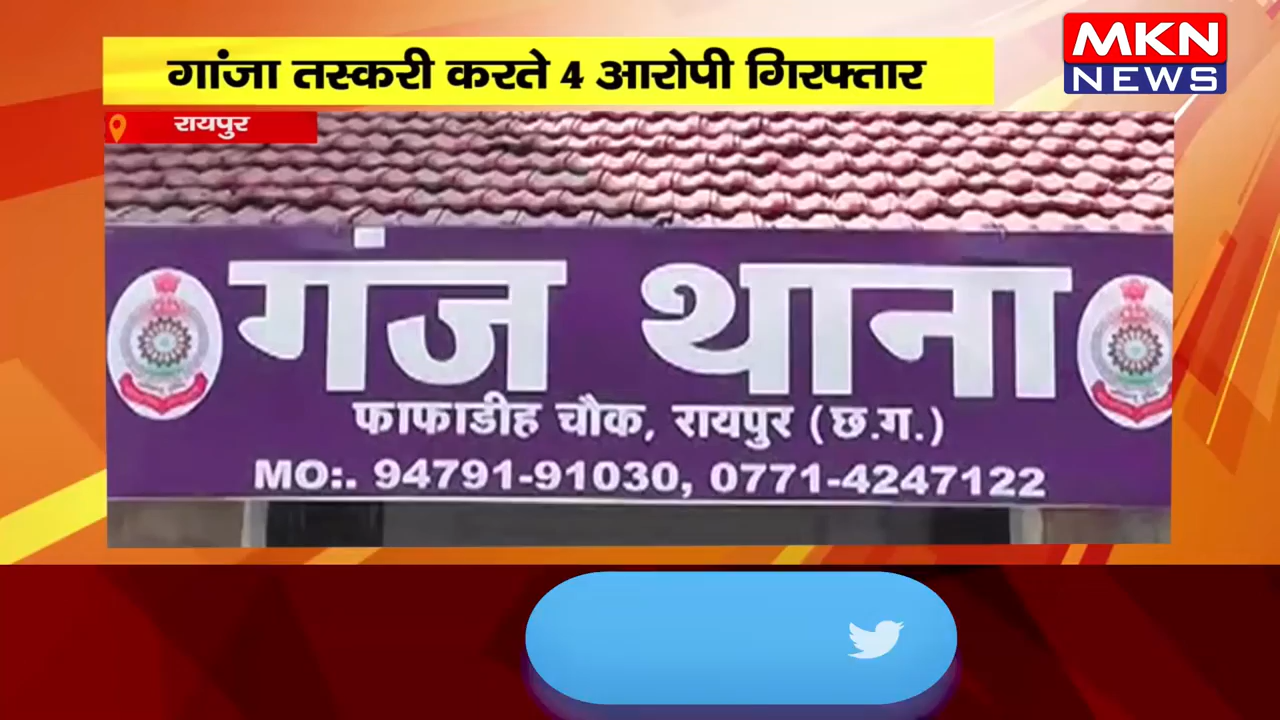 गांजा तस्करी करते 4 आरोपी गिरफ्तार
MKN
NEWS
रायपुर
गंज थाना
फाफाडीह चौक, रायपुर (छ.ग.)
MO:. 94791-91030, 0771-4247122